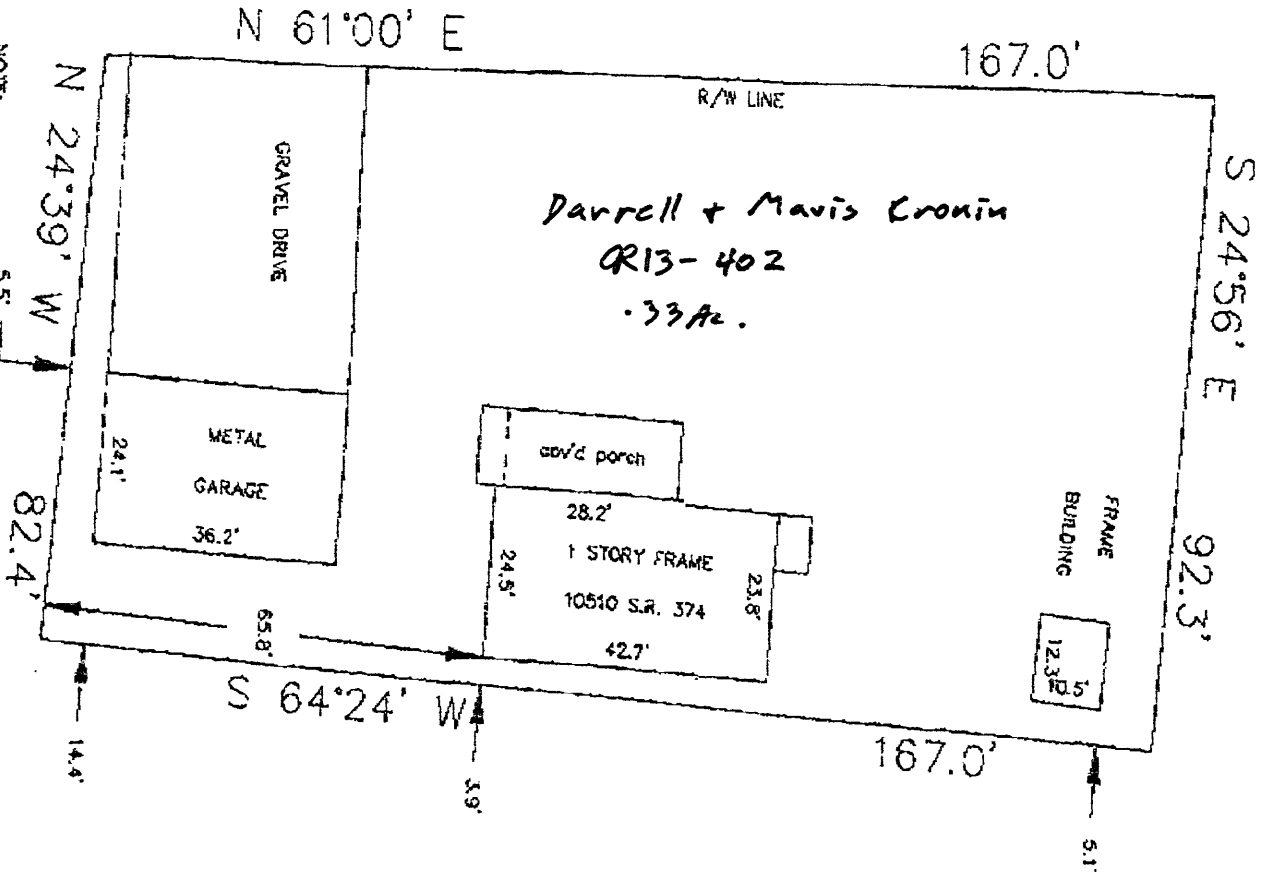 N 61°00' E
167.0'
R/W LINE
N 24°39' W
82.4'
NOTE:
5.5'
GRAVEL DRIVE
Darrell + Mavis Cronin
CR13-402
.33 Ac.
S 24°56' E
92.3'
METAL
GARAGE
24.1'
36.2'
cov'd porch
28.2'
1 STORY FRAME
10510 S.R. 374
24.5'
23.8'
42.7'
FRAME
BUILDING
12.3'
10.5'
65.8'
S 64°24' W
167.0'
14.4'
3.9'
5.1'